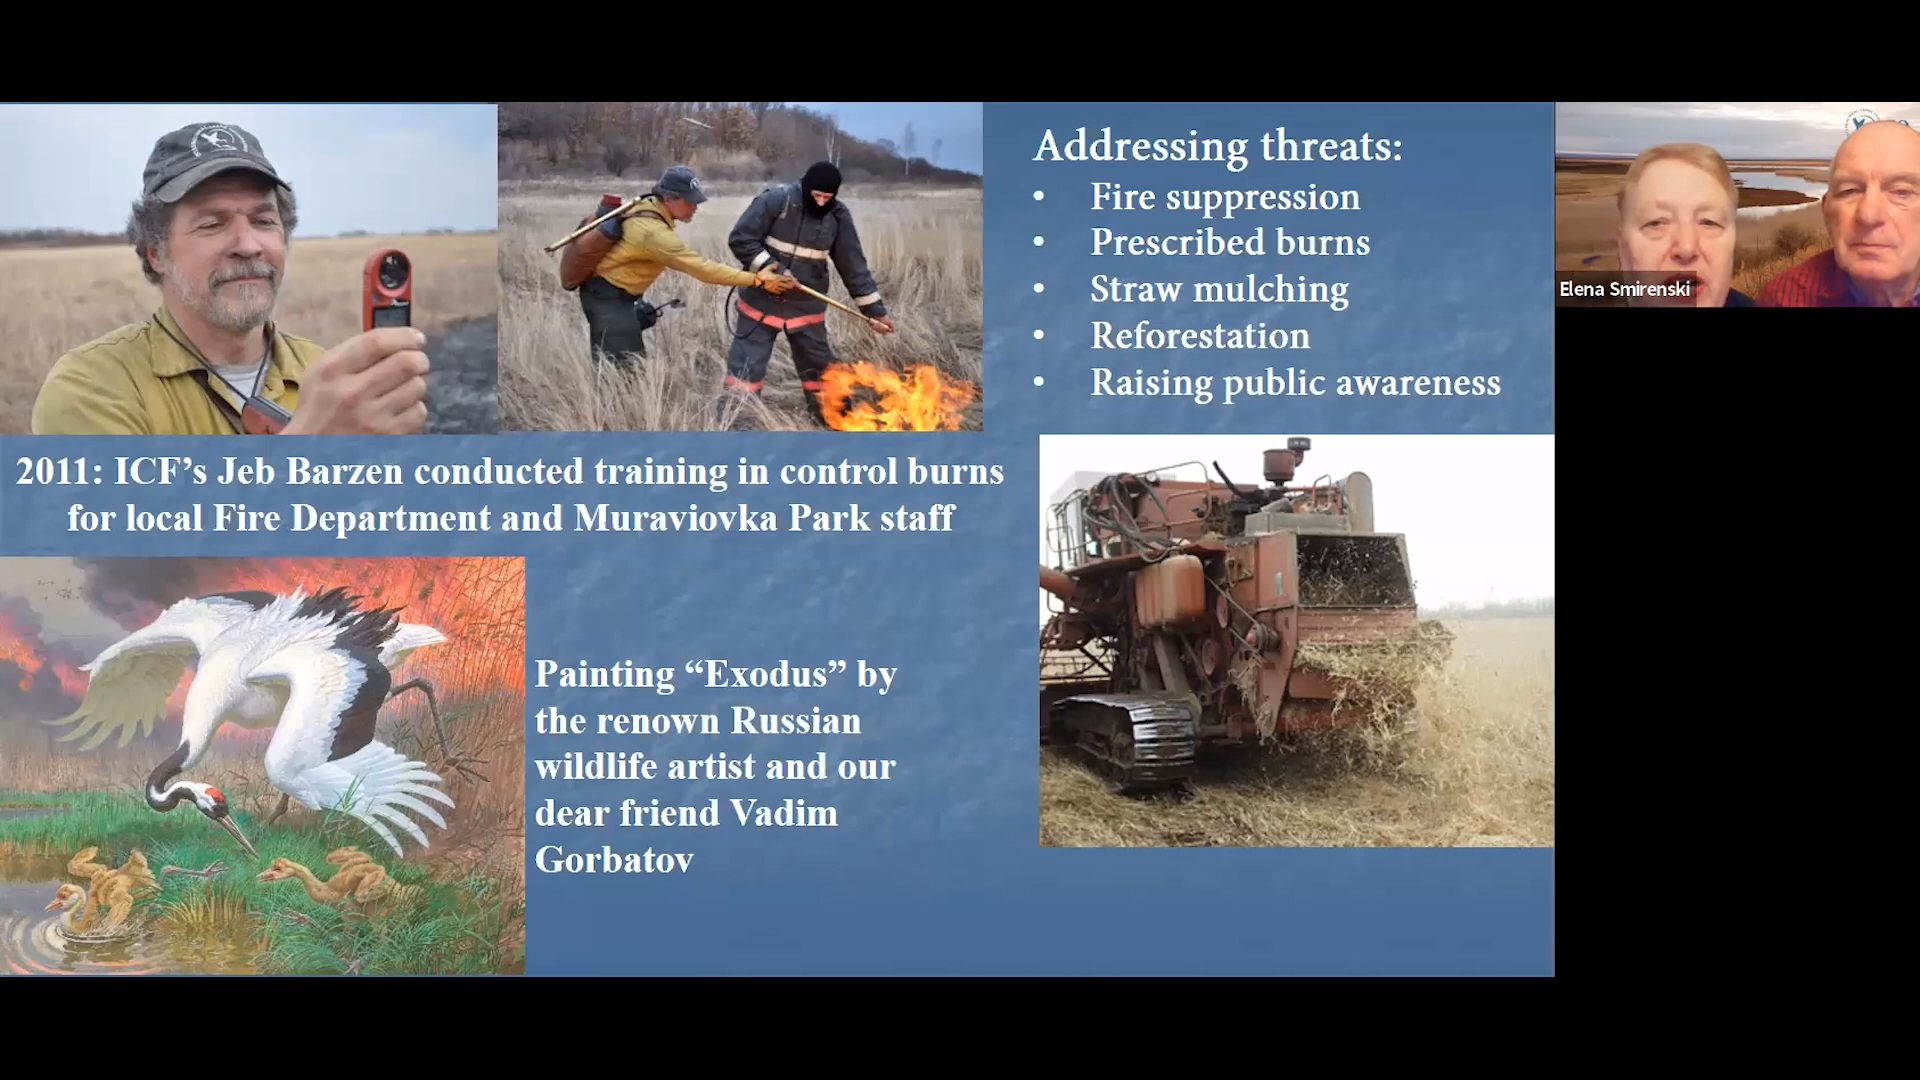 Addressing threats:
• Fire suppression
• Prescribed burns
• Straw mulching
• Reforestation
• Raising public awareness
2011: ICF’s Jeb Barzen conducted training in control burns
for local Fire Department and Muraviovka Park staff
Painting “Exodus” by
the renown Russian
wildlife artist and our
dear friend Vadim
Gorbatov
Elena Smirenski